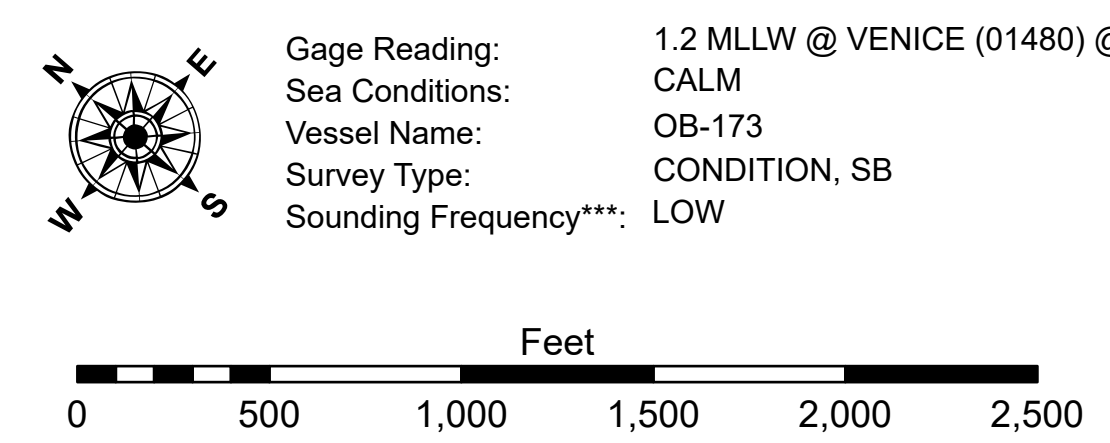 N
E
W
S
Gage Reading: 1.2 MLLW @ VENICE (01480) @
Sea Conditions: CALM
Vessel Name: OB-173
Survey Type: CONDITION, SB
Sounding Frequency***: LOW
Feet
0 500 1,000 1,500 2,000 2,500